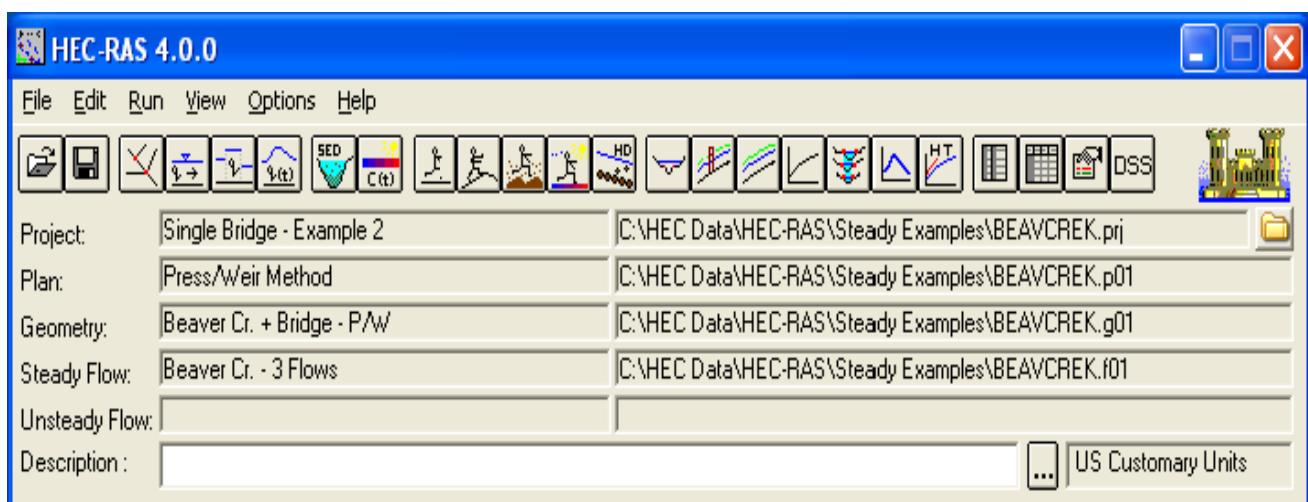 HEC-RAS 4.0.0
File Edit Run View Options Help
SED C(t) HD HT DSS
Project: Single Bridge - Example 2 C:\HEC Data\HEC-RAS\Steady Examples\BEAVCREK.prj
Plan: Press/Weir Method C:\HEC Data\HEC-RAS\Steady Examples\BEAVCREK.p01
Geometry: Beaver Cr. + Bridge - P/W C:\HEC Data\HEC-RAS\Steady Examples\BEAVCREK.g01
Steady Flow: Beaver Cr. - 3 Flows C:\HEC Data\HEC-RAS\Steady Examples\BEAVCREK.f01
Unsteady Flow:
Description : ... US Customary Units